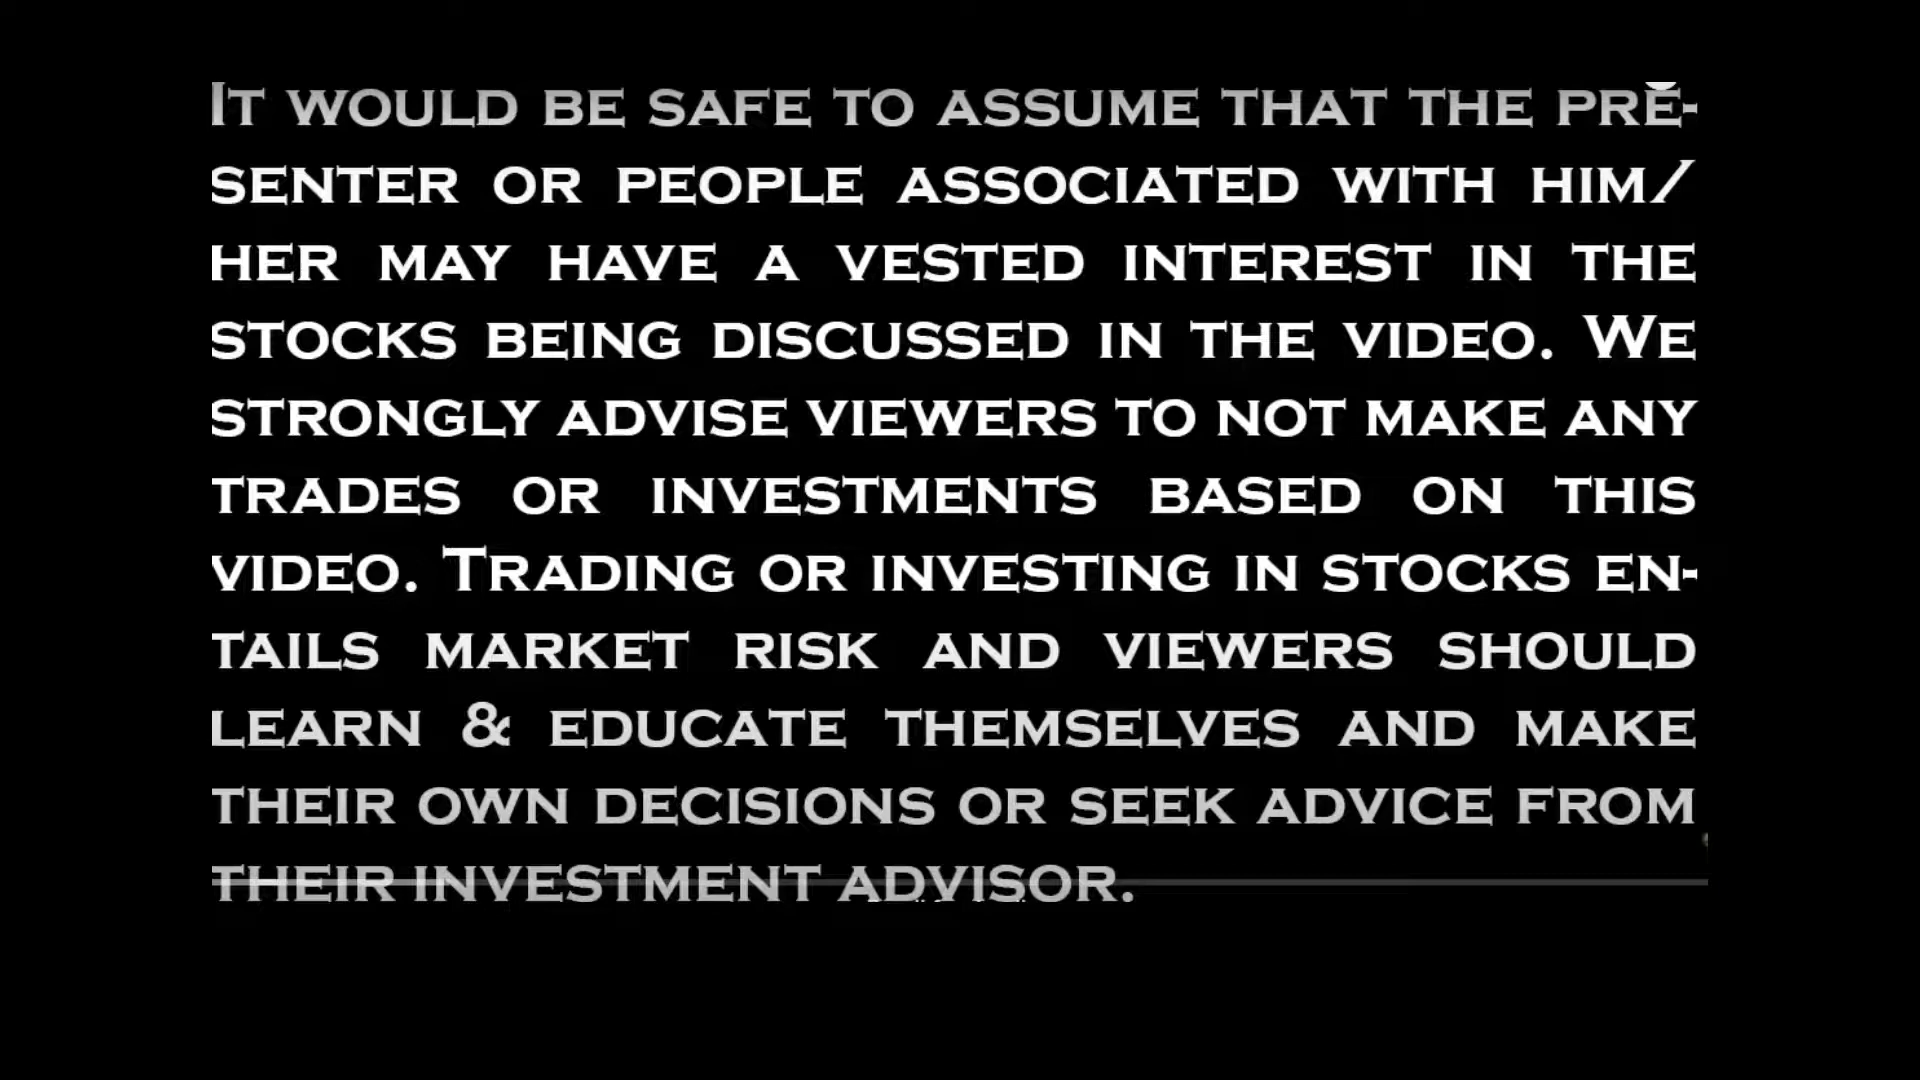 It would be safe to assume that the pre-
senter or people associated with him/
her may have a vested interest in the
stocks being discussed in the video. We
strongly advise viewers to not make any
trades or investments based on this
video. Trading or investing in stocks en-
tails market risk and viewers should
learn & educate themselves and make
their own decisions or seek advice from
their investment advisor.